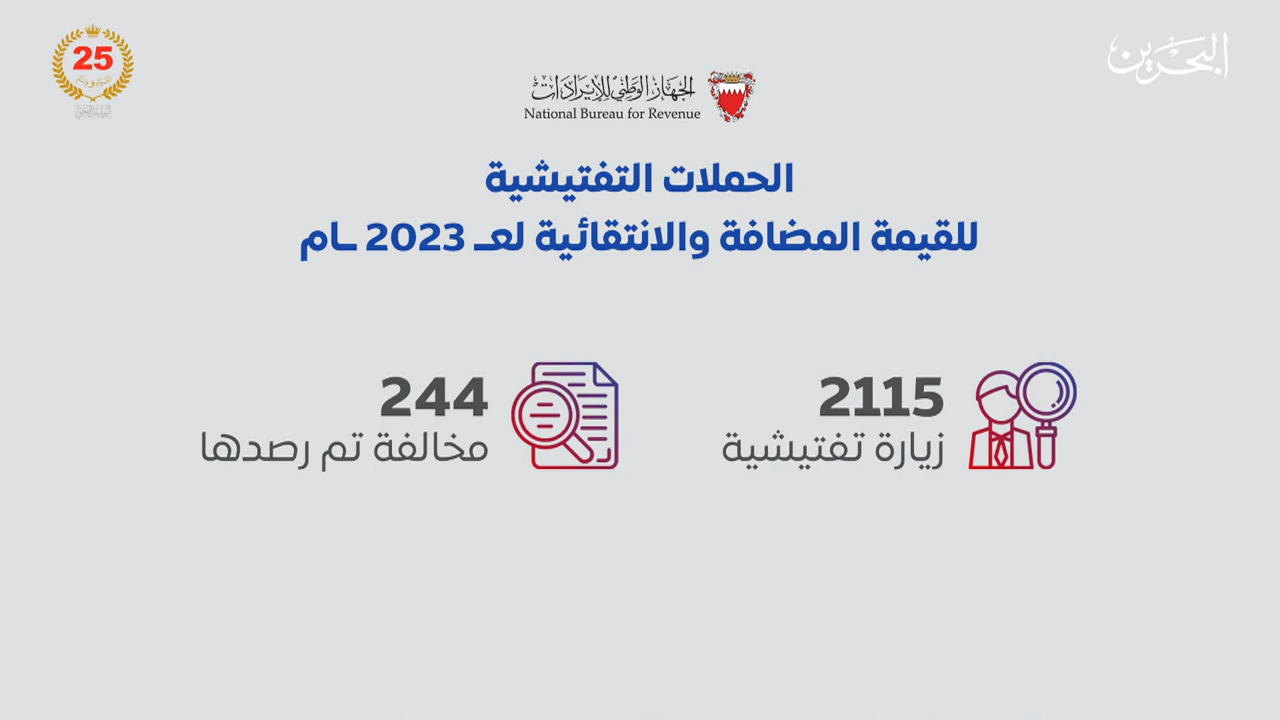 البحرين
25
الجهاز الوطني للإيرادات
National Bureau for Revenue
الحملات التفتيشية
للقيمة المضافة والانتقائية لعـ 2023 ـام
2115
زيارة تفتيشية
244
مخالفة تم رصدها